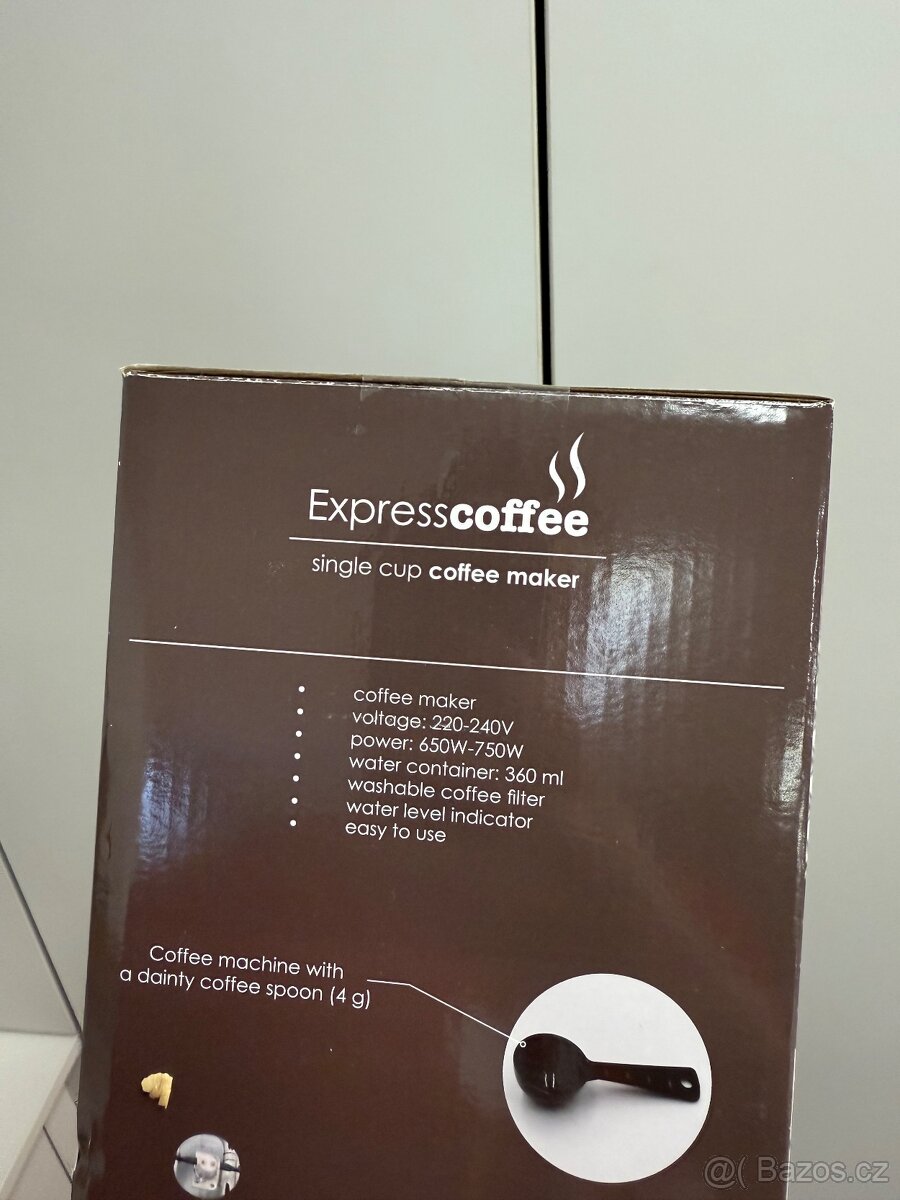 Expresscoffee
single cup coffee maker
• coffee maker
• voltage: 220-240V
• power: 650W-750W
• water container: 360 ml
• washable coffee filter
• water level indicator
• easy to use
Coffee machine with
a dainty coffee spoon (4 g)
@( Bazos.cz